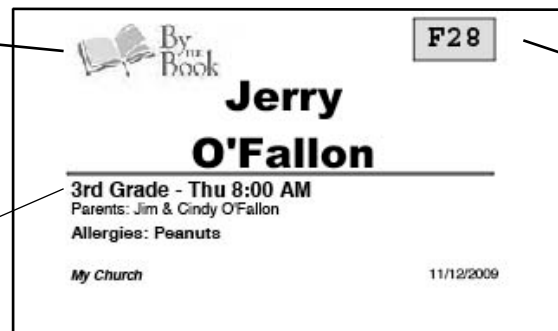 By
THE
Book
F28
Jerry
O'Fallon
3rd Grade - Thu 8:00 AM
Parents: Jim & Cindy O'Fallon
Allergies: Peanuts
My Church
11/12/2009